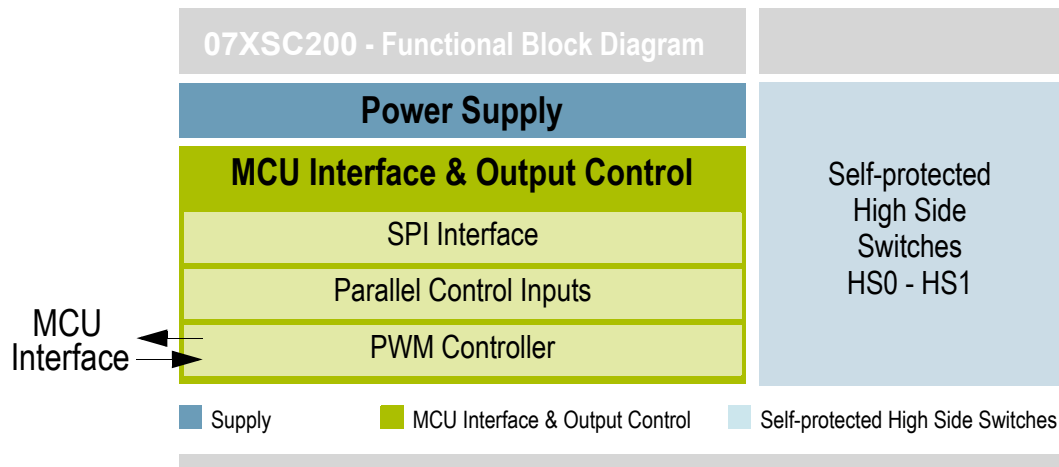 07XSC200 - Functional Block Diagram
Power Supply
MCU Interface & Output Control
SPI Interface
Parallel Control Inputs
PWM Controller
Self-protected
High Side
Switches
HS0 - HS1
MCU
Interface
Supply
MCU Interface & Output Control
Self-protected High Side Switches